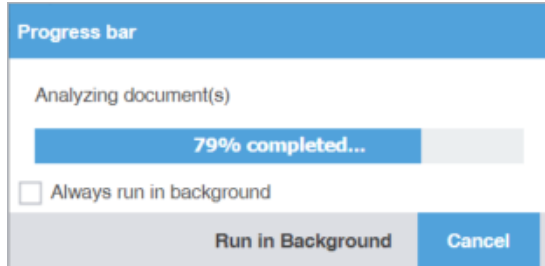 Progress bar
Analyzing document(s)
79% completed...
Always run in background
Run in Background Cancel